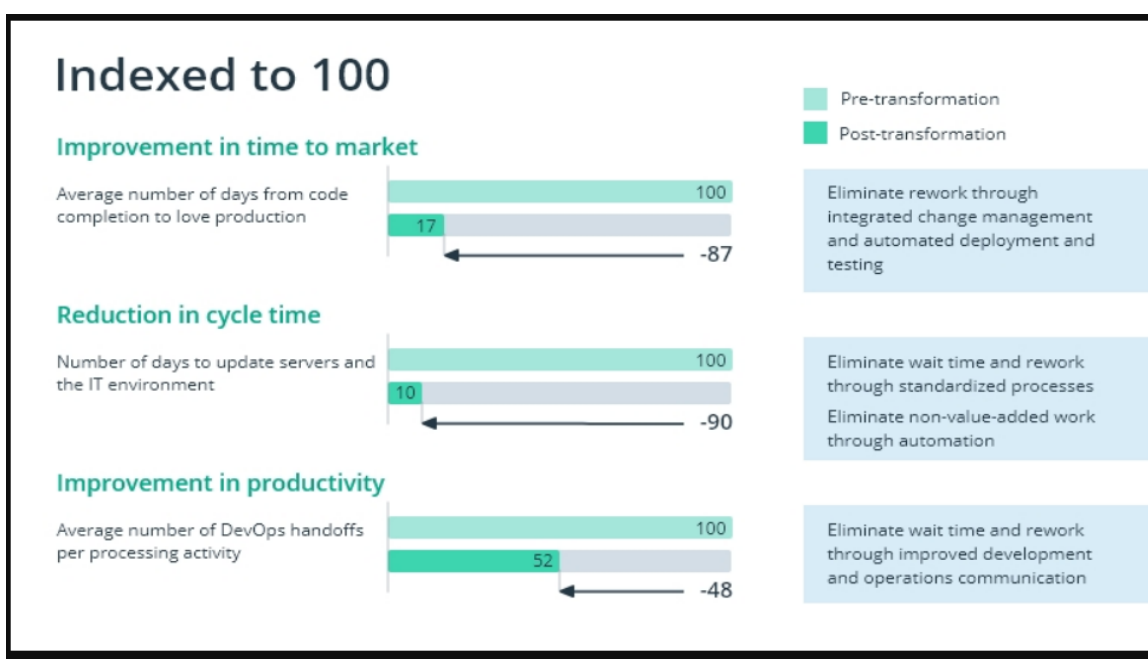 Indexed to 100
Pre-transformation
Post-transformation
Improvement in time to market
Average number of days from code
completion to love production
100
17
-87
Eliminate rework through
integrated change management
and automated deployment and
testing
Reduction in cycle time
Number of days to update servers and
the IT environment
100
10
-90
Eliminate wait time and rework
through standardized processes
Eliminate non-value-added work
through automation
Improvement in productivity
Average number of DevOps handoffs
per processing activity
100
52
-48
Eliminate wait time and rework
through improved development
and operations communication